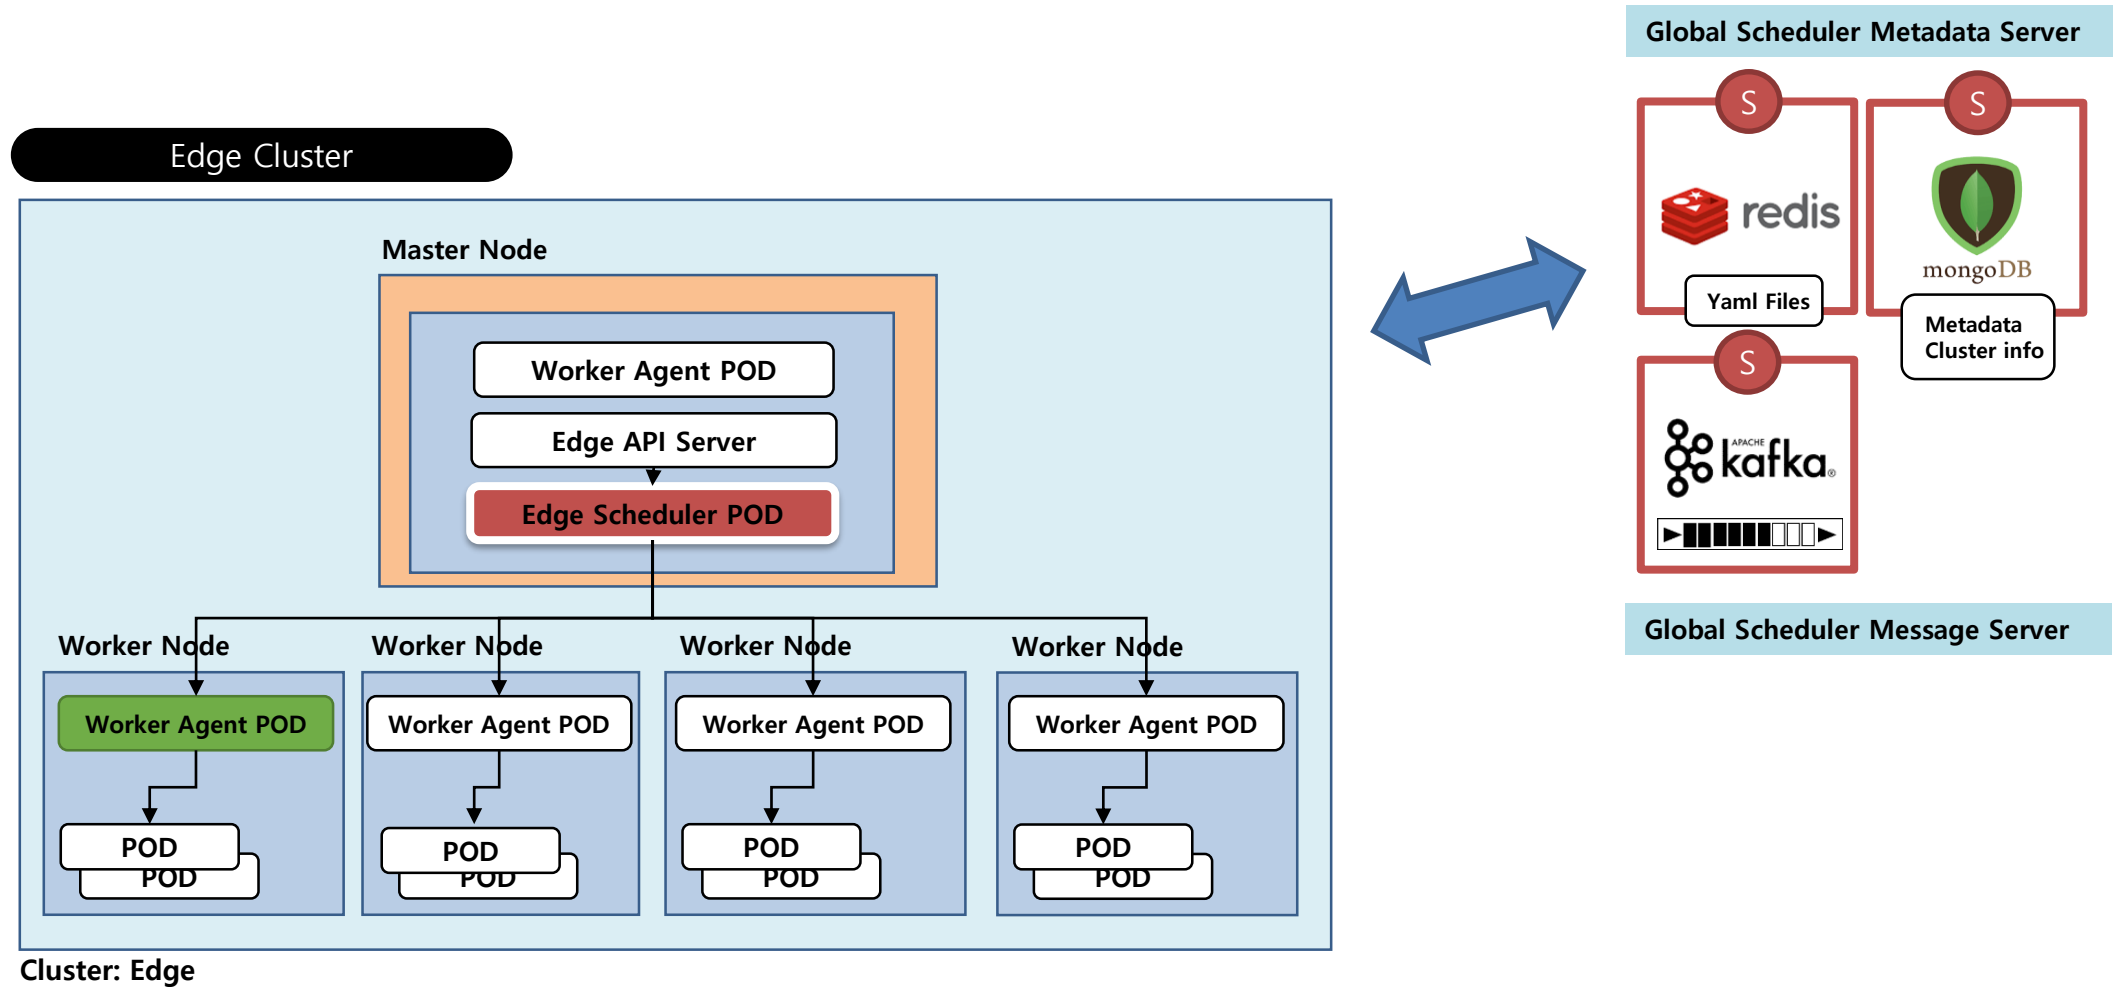 Global Scheduler Metadata Server
S
S
Edge Cluster
redis
mongoDB
Master Node
Yaml Files
Metadata
Cluster info
Worker Agent POD
S
Edge API Server
APACHE
kafka®
Edge Scheduler POD
Global Scheduler Message Server
Worker Node
Worker Node
Worker Node
Worker Node
Worker Agent POD
Worker Agent POD
Worker Agent POD
Worker Agent POD
POD
POD
POD
POD
POD
POD
POD
POD
Cluster: Edge